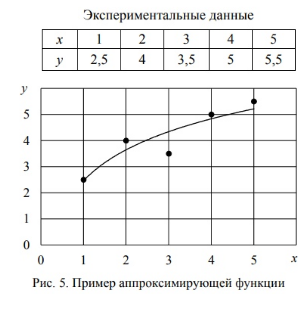 Экспериментальные данные
x 1 2 3 4 5
y 2,5 4 3,5 5 5,5
y
5
4
3
2
1
0
0 1 2 3 4 5 x
Рис. 5. Пример аппроксимирующей функции